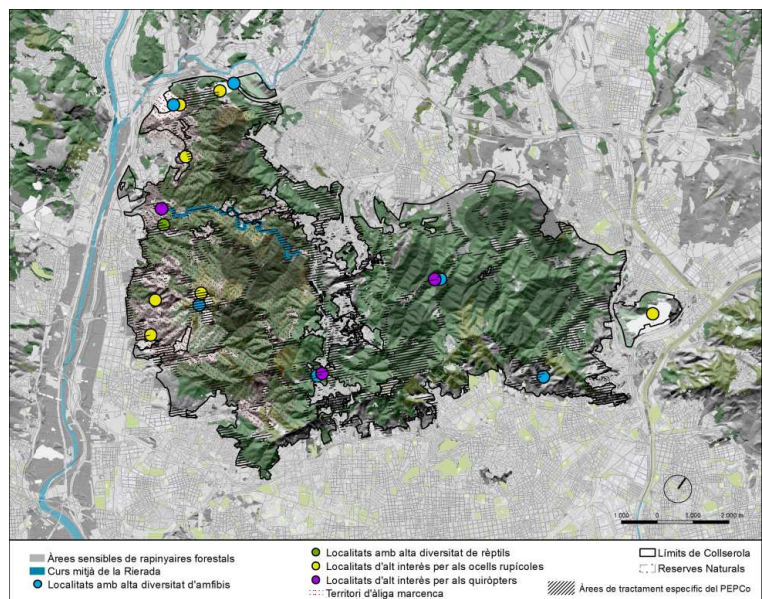 1 000 0 1.000 2 000 m
Àrees sensibles de rapinyaires forestals
Curs mitjà de la Rierada
Localitats amb alta diversitat d'amfibis
Localitats amb alta diversitat de rèptils
Localitats d'alt interès per als ocells rupícoles
Localitats d'alt interès per als quiròpters
Territori d'àliga marcenca
Límits de Collserola
Reserves Naturals
Àrees de tractament específic del PEPCo